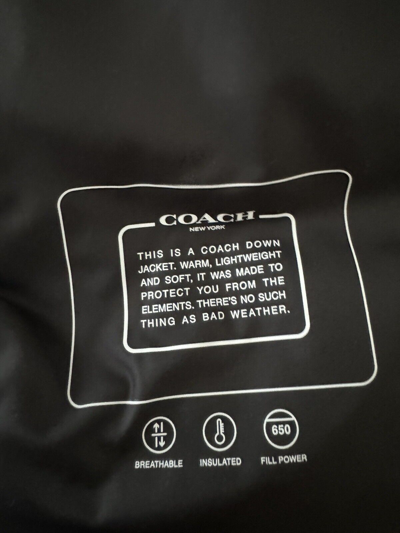 COACH
NEW YORK
THIS IS A COACH DOWN
JACKET. WARM, LIGHTWEIGHT
AND SOFT, IT WAS MADE TO
PROTECT YOU FROM THE
ELEMENTS. THERE'S NO SUCH
THING AS BAD WEATHER.
650
BREATHABLE INSULATED FILL POWER